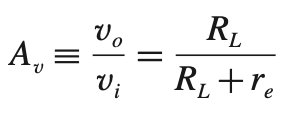 A_v ≡ v_o / v_i = R_L / (R_L + r_e)